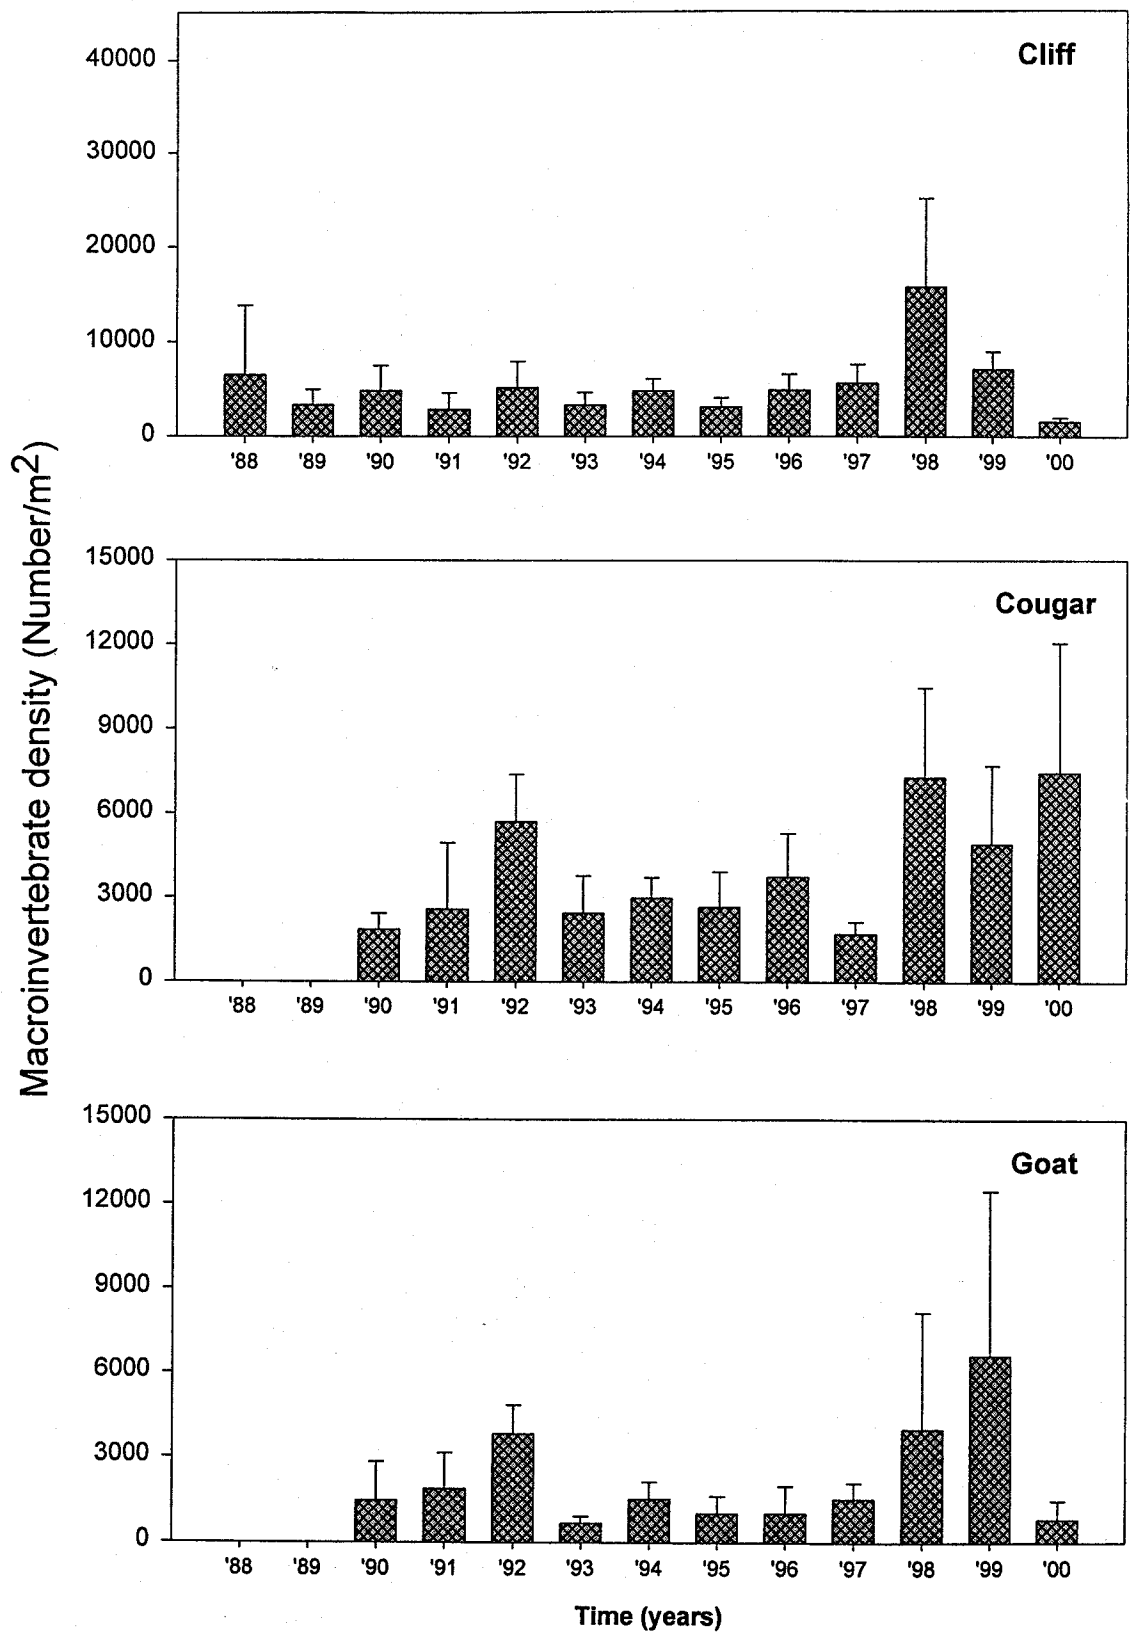 Macroinvertebrate density (Number/m2)
Cliff
40000
30000
20000
10000
0
'88 '89 '90 '91 '92 '93 '94 '95 '96 '97 '98 '99 '00
Cougar
15000
12000
9000
6000
3000
0
'88 '89 '90 '91 '92 '93 '94 '95 '96 '97 '98 '99 '00
Goat
15000
12000
9000
6000
3000
0
'88 '89 '90 '91 '92 '93 '94 '95 '96 '97 '98 '99 '00
Time (years)